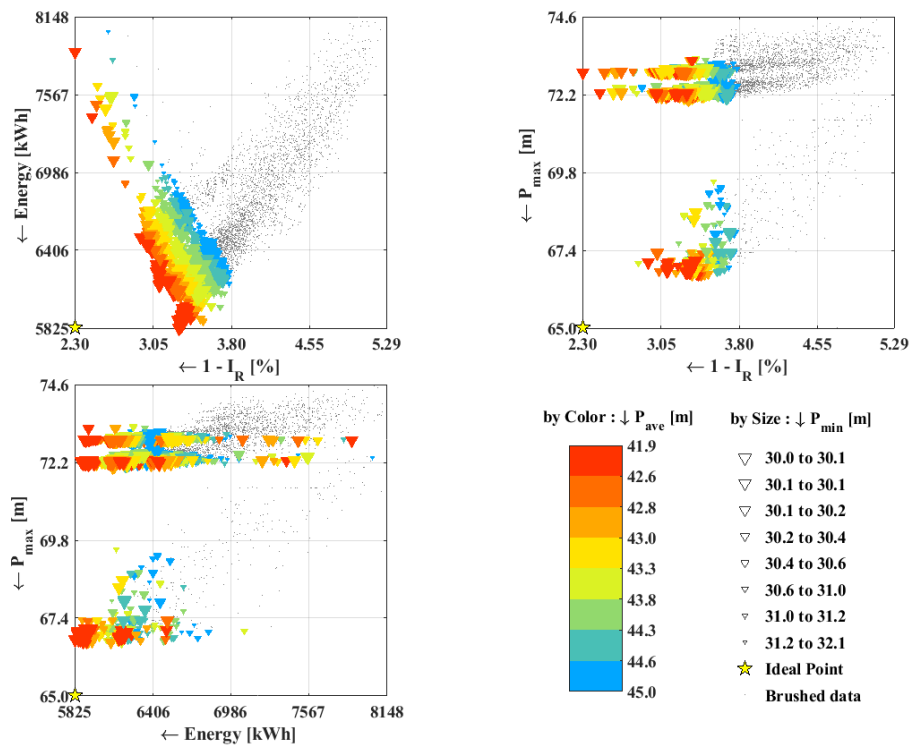 8148
7567
6986
6406
5825
← Energy [kWh]
2.30 3.05 3.80 4.55 5.29
← 1 - I_R [%]
74.6
72.2
69.8
67.4
65.0
← P_max [m]
2.30 3.05 3.80 4.55 5.29
← 1 - I_R [%]
74.6
72.2
69.8
67.4
65.0
← P_max [m]
5825 6406 6986 7567 8148
← Energy [kWh]
by Color : ↓ P_ave [m]
41.9
42.6
42.8
43.0
43.3
43.8
44.3
44.6
45.0
by Size : ↓ P_min [m]
30.0 to 30.1
30.1 to 30.1
30.1 to 30.2
30.2 to 30.4
30.4 to 30.6
30.6 to 31.0
31.0 to 31.2
31.2 to 32.1
Ideal Point
Brushed data